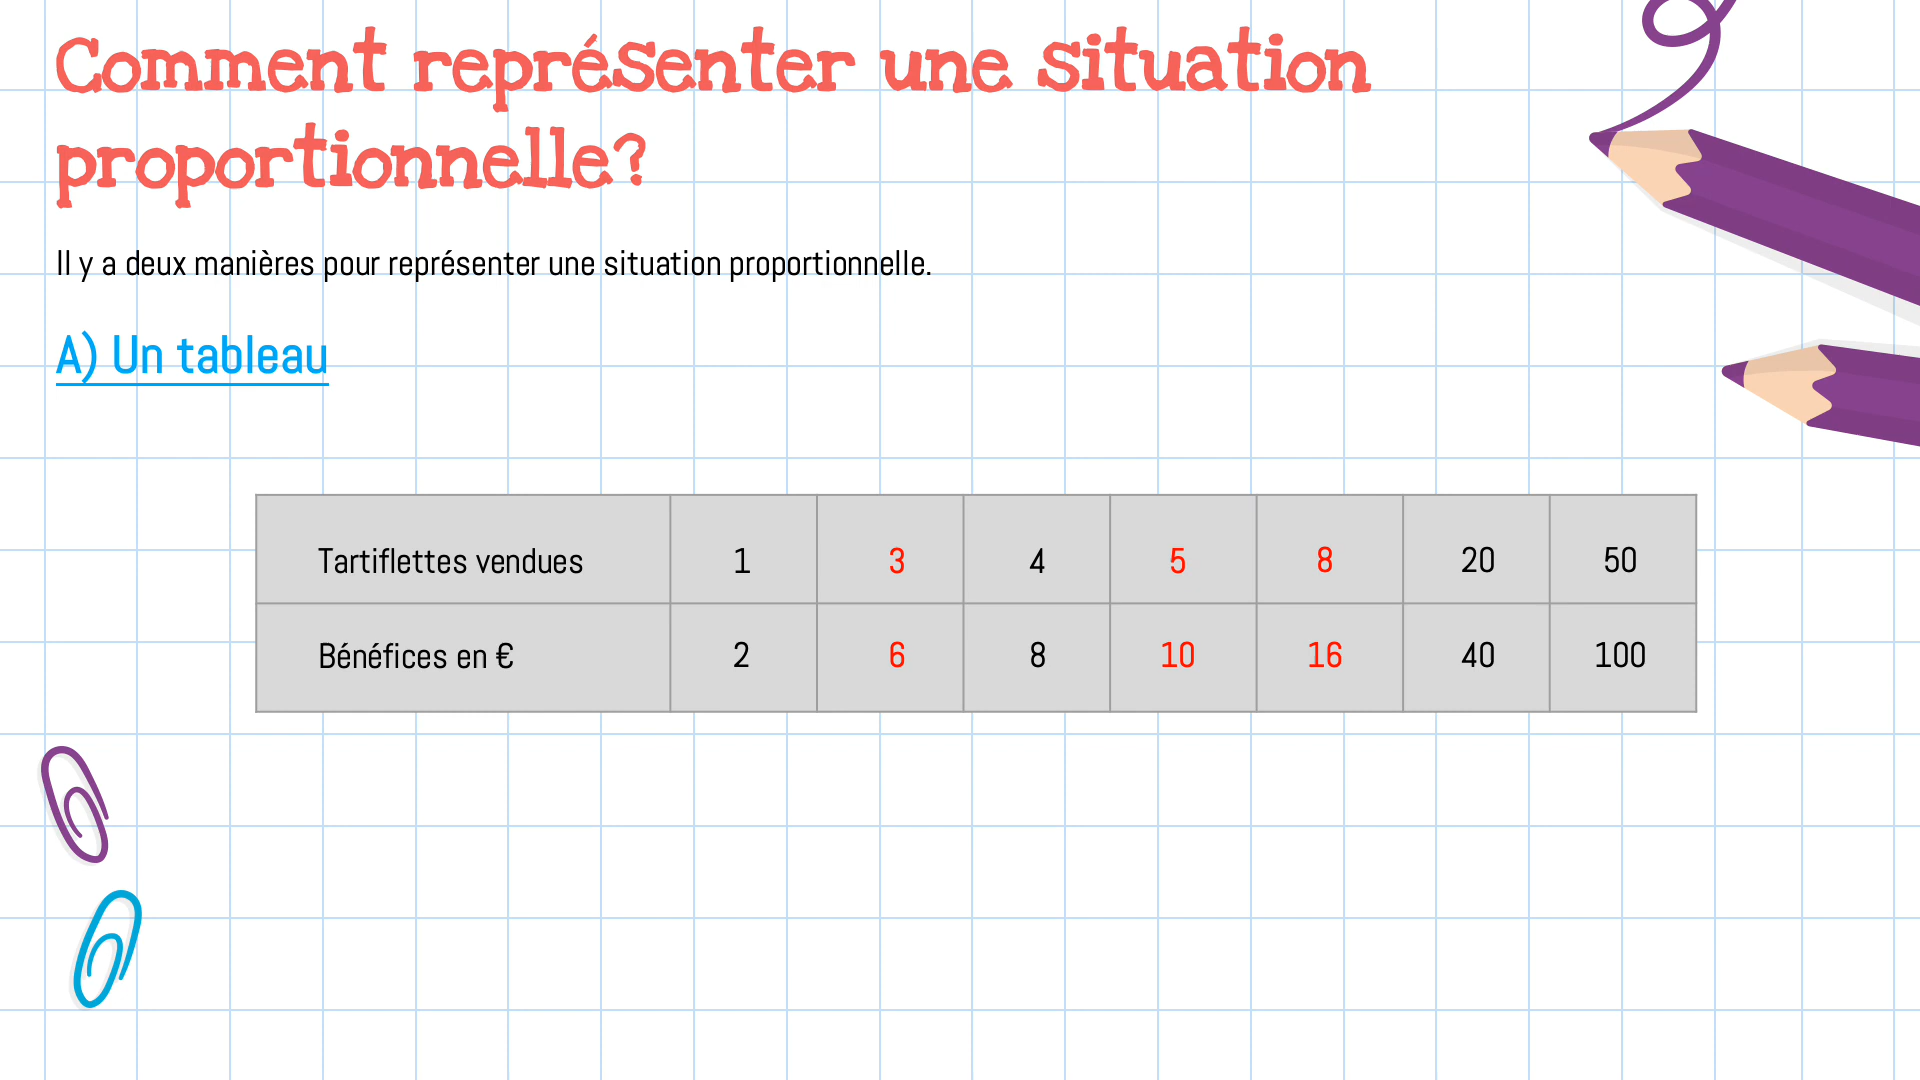 Comment représenter une situation
proportionnelle?
Il y a deux manières pour représenter une situation proportionnelle.
A) Un tableau
Tartiflettes vendues 1 3 4 5 8 20 50
Bénéfices en € 2 6 8 10 16 40 100